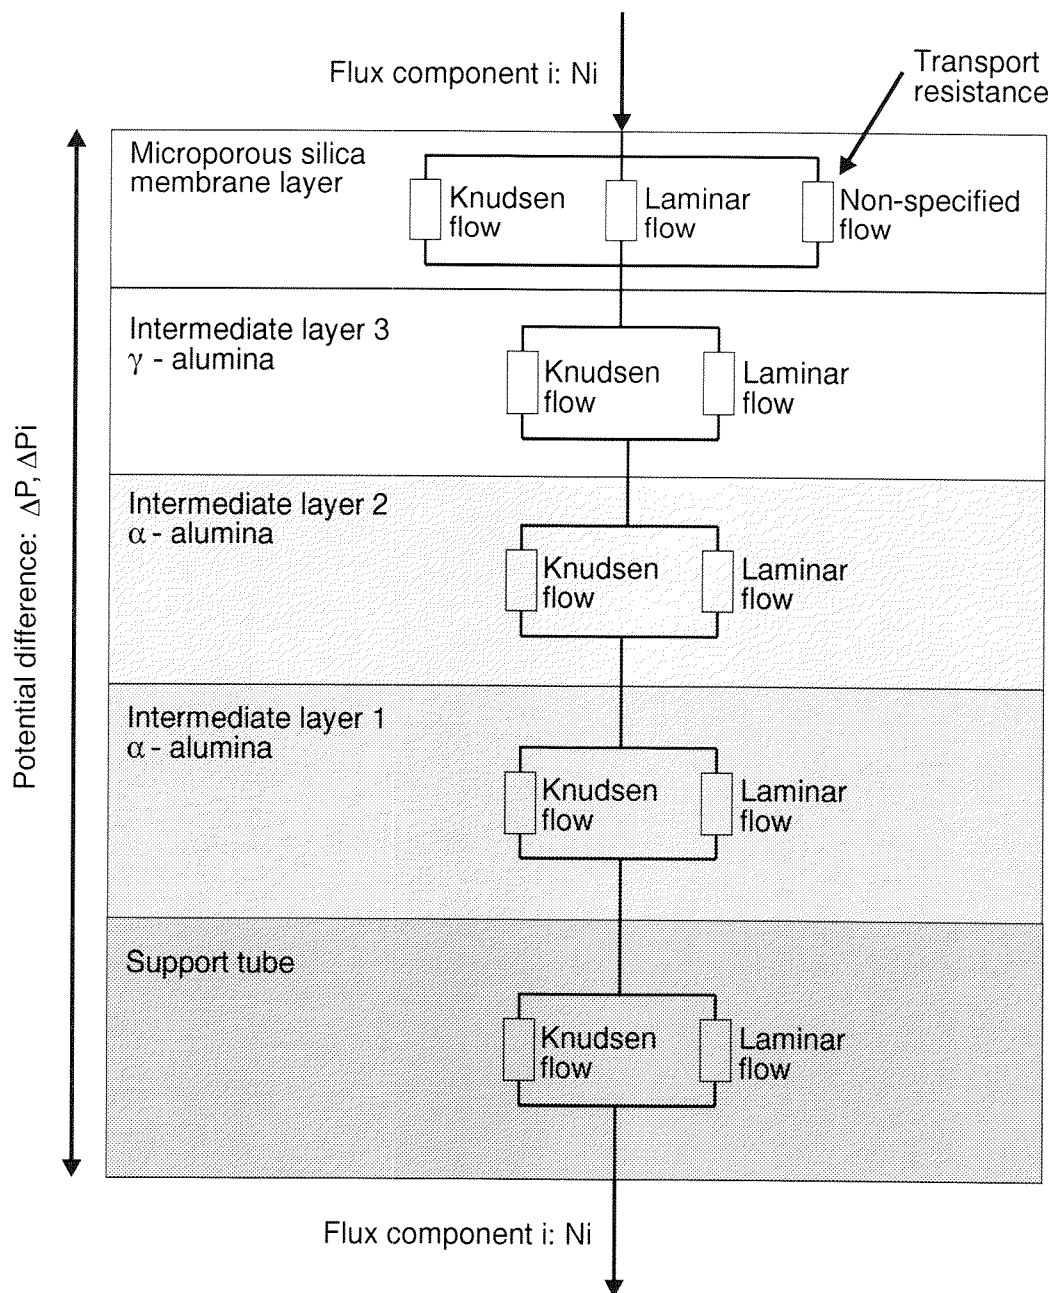 Flux component i: Ni
Transport
resistance
Microporous silica
membrane layer
Knudsen
flow
Laminar
flow
Non-specified
flow
Intermediate layer 3
γ - alumina
Knudsen
flow
Laminar
flow
Intermediate layer 2
α - alumina
Knudsen
flow
Laminar
flow
Intermediate layer 1
α - alumina
Knudsen
flow
Laminar
flow
Support tube
Knudsen
flow
Laminar
flow
Potential difference: ΔP, ΔPi
Flux component i: Ni